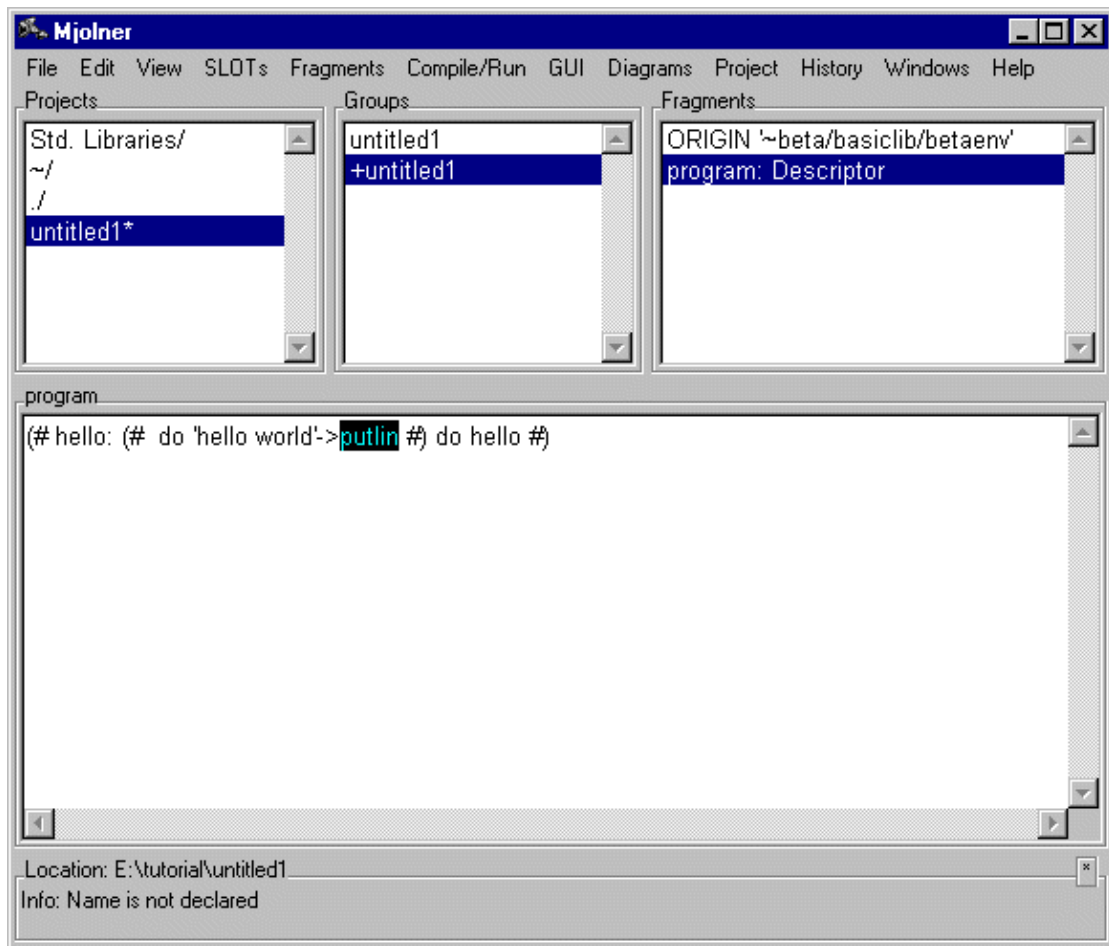 Mjolner
File Edit View SLOTs Fragments Compile/Run GUI Diagrams Project History Windows Help
Projects
Std. Libraries/
~/
./
untitled1*
Groups
untitled1
+untitled1
Fragments
ORIGIN '~beta/basiclib/betaenv'
program: Descriptor
program
(# hello: (# do 'hello world'->putlin #) do hello #)
Location: E:\tutorial\untitled1
Info: Name is not declared